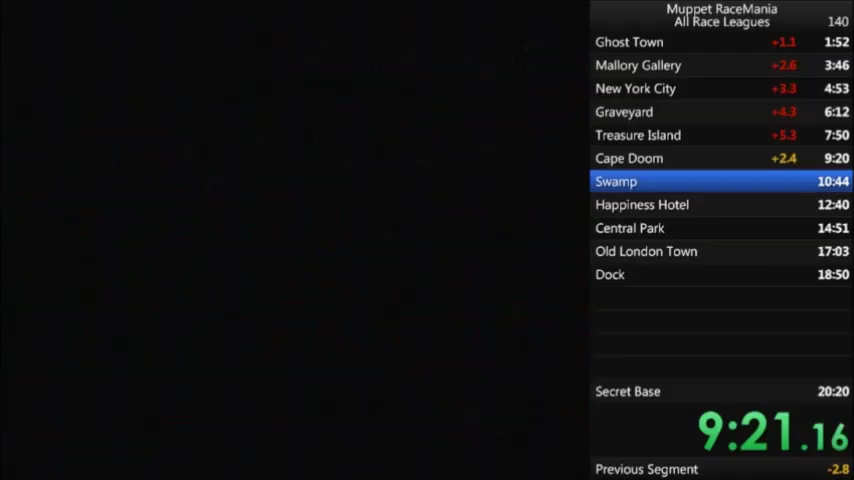 Muppet RaceMania
All Race Leagues 140
Ghost Town +1.1 1:52
Mallory Gallery +2.6 3:46
New York City +3.3 4:53
Graveyard +4.3 6:12
Treasure Island +5.3 7:50
Cape Doom +2.4 9:20
Swamp 10:44
Happiness Hotel 12:40
Central Park 14:51
Old London Town 17:03
Dock 18:50
Secret Base 20:20
9:21.16
Previous Segment -2.8